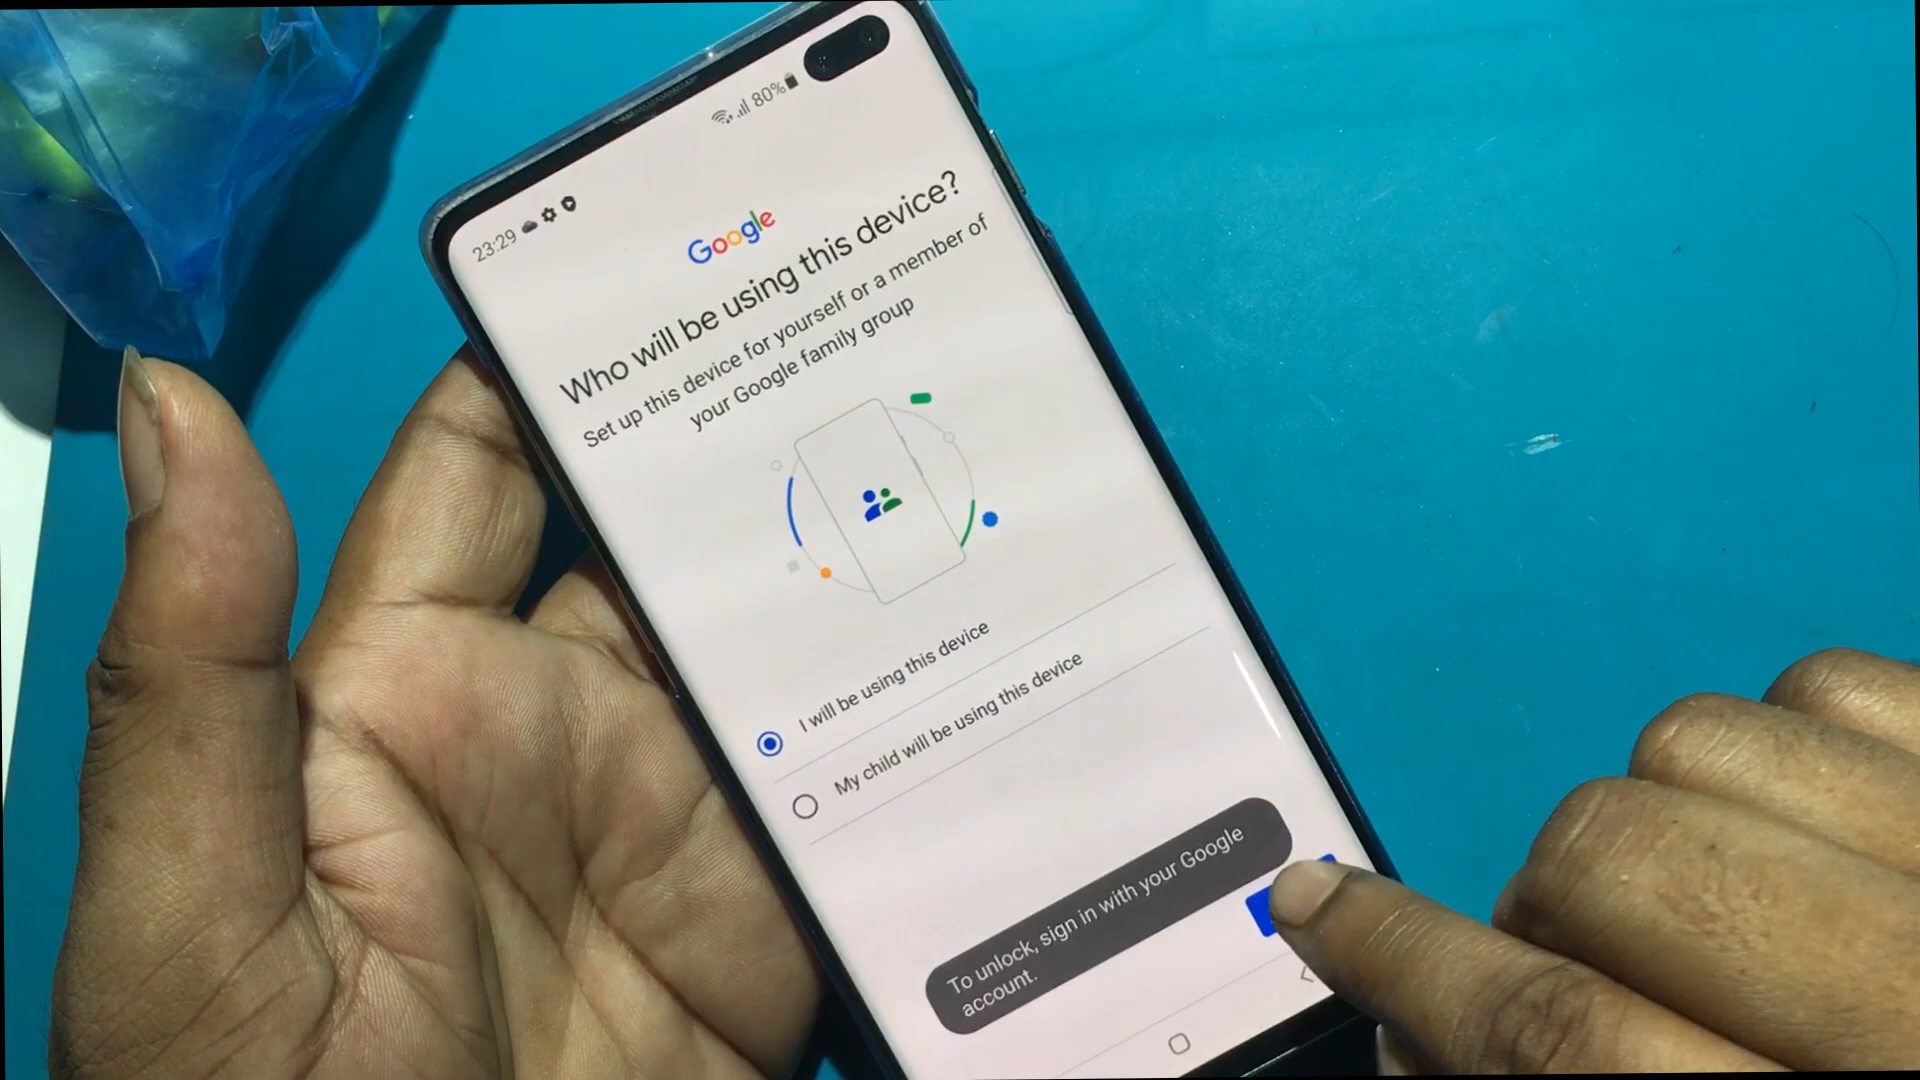 23:29
80%
Google
Who will be using this device?
Set up this device for yourself or a member of
your Google family group
I will be using this device
My child will be using this device
To unlock, sign in with your Google
account.